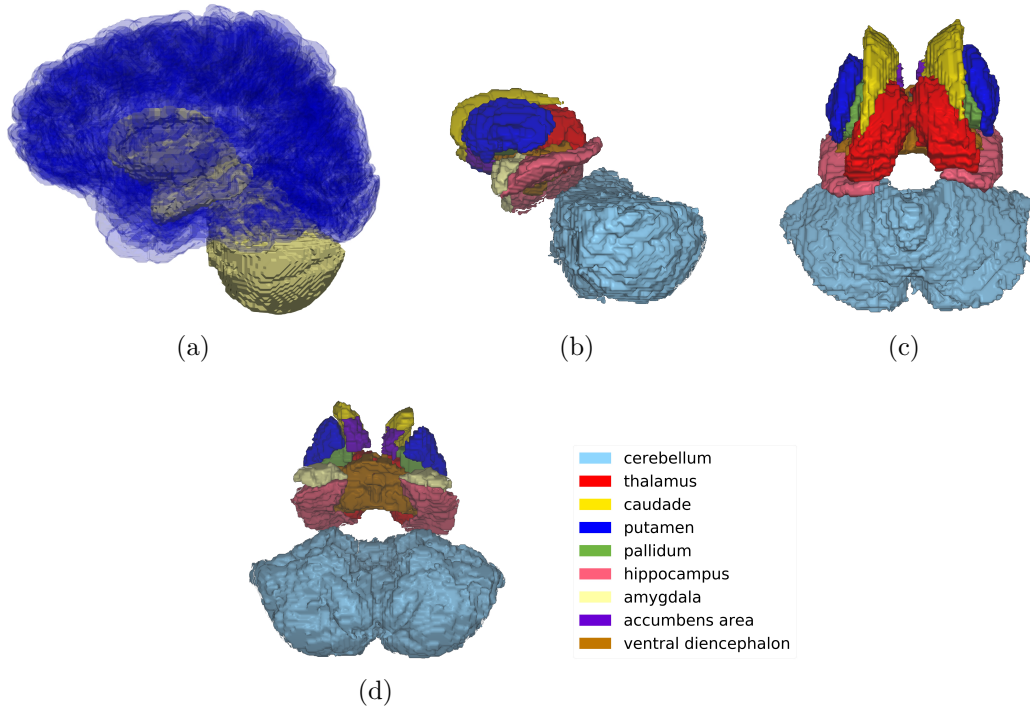 (a)
(b)
(c)
cerebellum
thalamus
caudade
putamen
pallidum
hippocampus
amygdala
accumbens area
ventral diencephalon
(d)